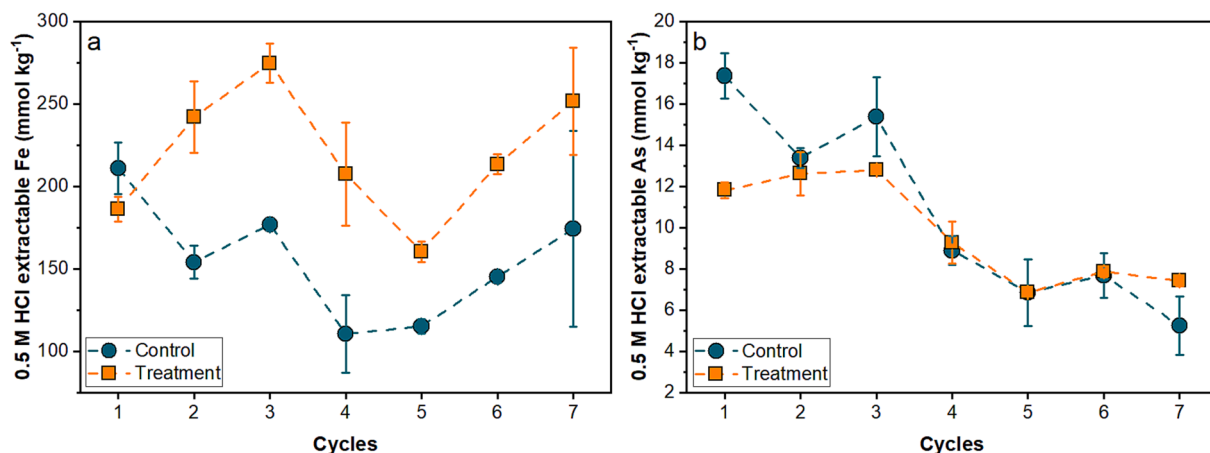 a
0.5 M HCl extractable Fe (mmol kg⁻¹)
300
250
200
150
100
Control
Treatment
1 2 3 4 5 6 7
Cycles
b
0.5 M HCl extractable As (mmol kg⁻¹)
20
18
16
14
12
10
8
6
4
2
Control
Treatment
1 2 3 4 5 6 7
Cycles